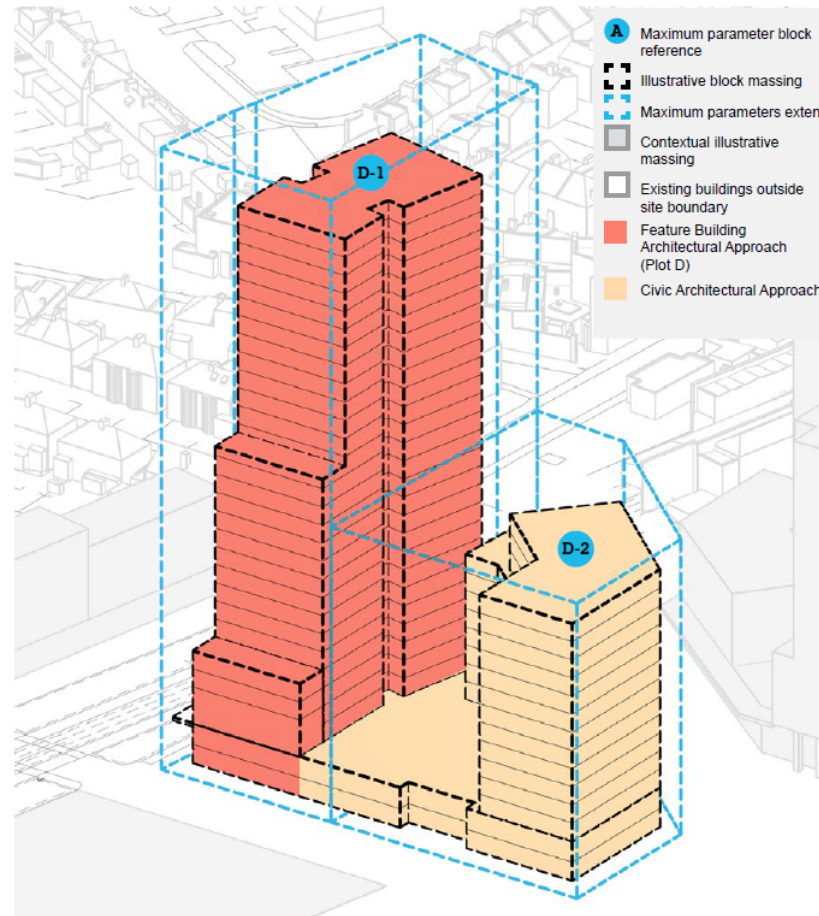 A
Maximum parameter block
reference
Illustrative block massing
Maximum parameters exten
Contextual illustrative
massing
Existing buildings outside
site boundary
Feature Building
Architectural Approach
(Plot D)
Civic Architectural Approach
D-1
D-2